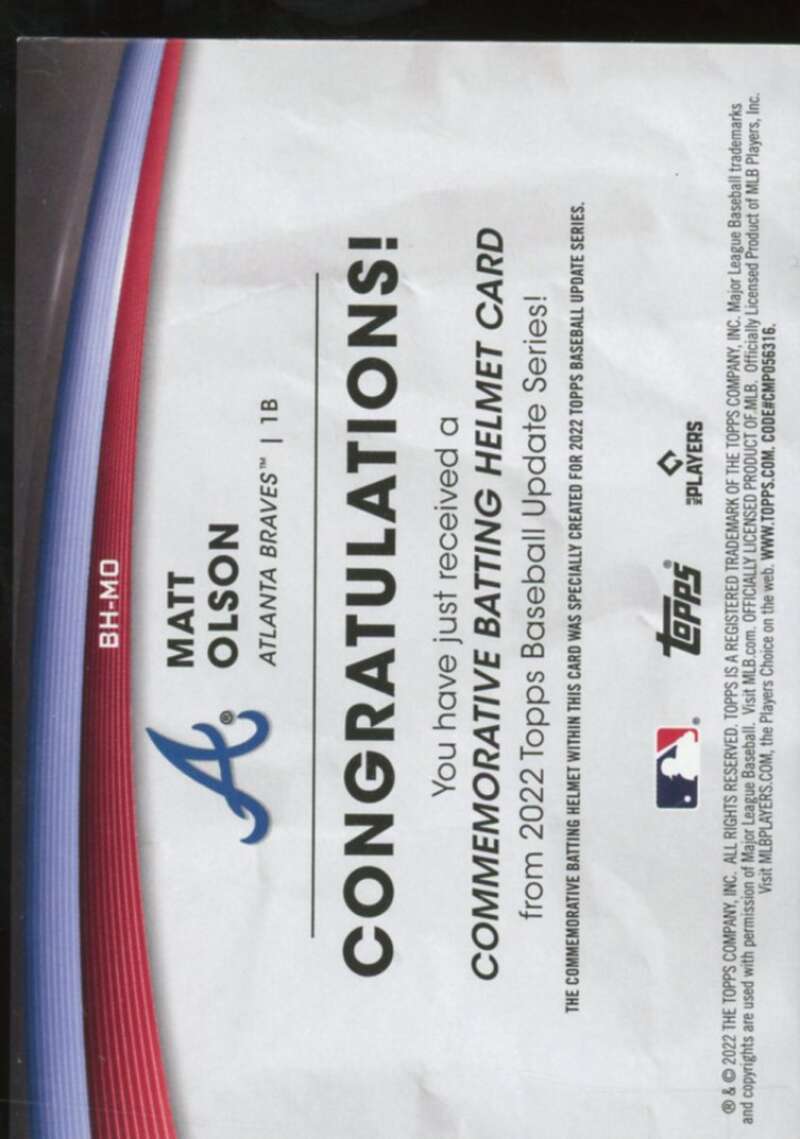 BH-MO
MATT
OLSON
ATLANTA BRAVES™ | 1B
A®
CONGRATULATIONS!
You have just received a
COMMEMORATIVE BATTING HELMET CARD
from 2022 Topps Baseball Update Series!
THE COMMEMORATIVE BATTING HELMET WITHIN THIS CARD WAS SPECIALLY CREATED FOR 2022 TOPPS BASEBALL UPDATE SERIES.
®
topps®
MLB PLAYERS
® & © 2022 THE TOPPS COMPANY, INC. ALL RIGHTS RESERVED. TOPPS IS A REGISTERED TRADEMARK OF THE TOPPS COMPANY, INC. Major League Baseball trademarks
and copyrights are used with permission of Major League Baseball. Visit MLB.com. OFFICIALLY LICENSED PRODUCT OF MLB. Officially Licensed Product of MLB Players, Inc.
Visit MLBPLAYERS.COM, the Players Choice on the web. WWW.TOPPS.COM. CODE#CMP056316.